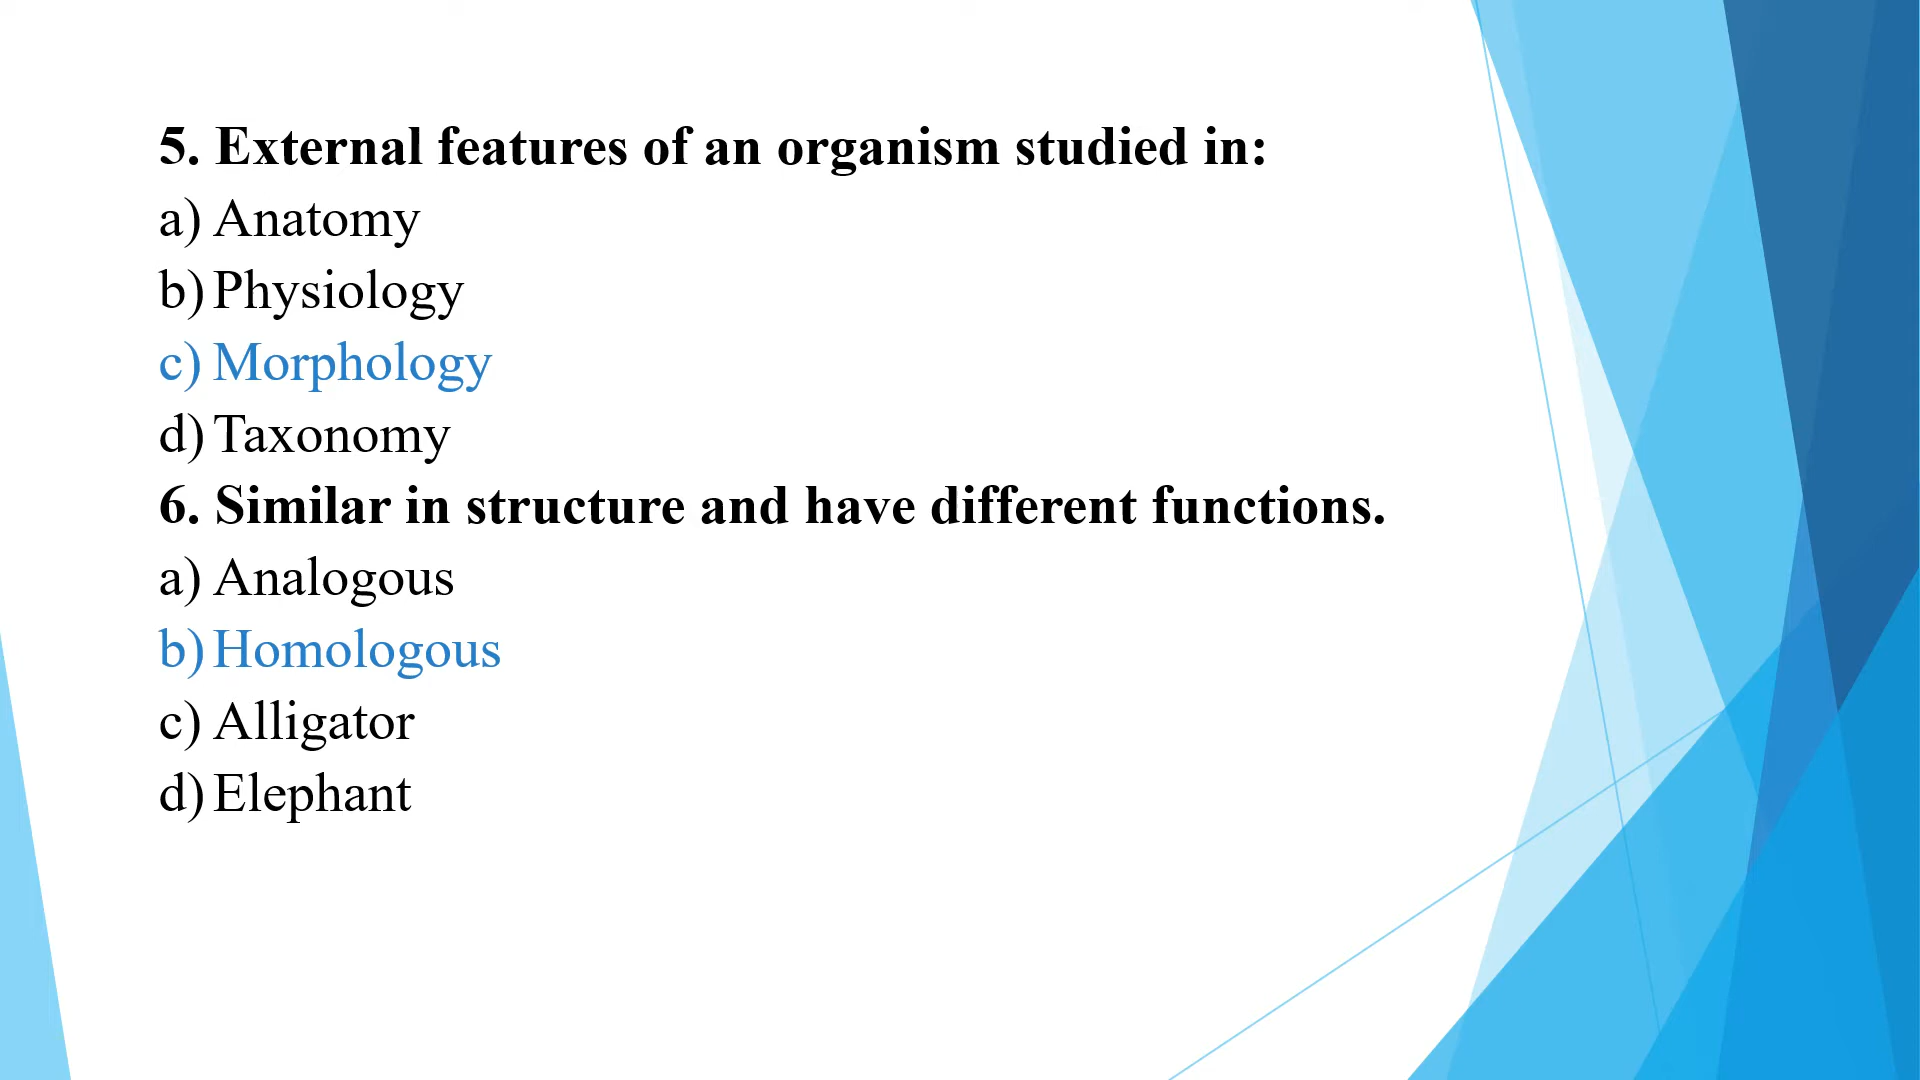 5. External features of an organism studied in:
a) Anatomy
b) Physiology
c) Morphology
d) Taxonomy
6. Similar in structure and have different functions.
a) Analogous
b) Homologous
c) Alligator
d) Elephant